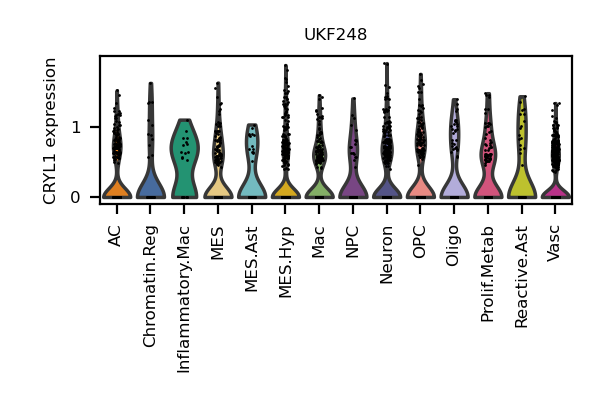 UKF248
CRYL1 expression
1
0
AC
Chromatin.Reg
Inflammatory.Mac
MES
MES.Ast
MES.Hyp
Mac
NPC
Neuron
OPC
Oligo
Prolif.Metab
Reactive.Ast
Vasc